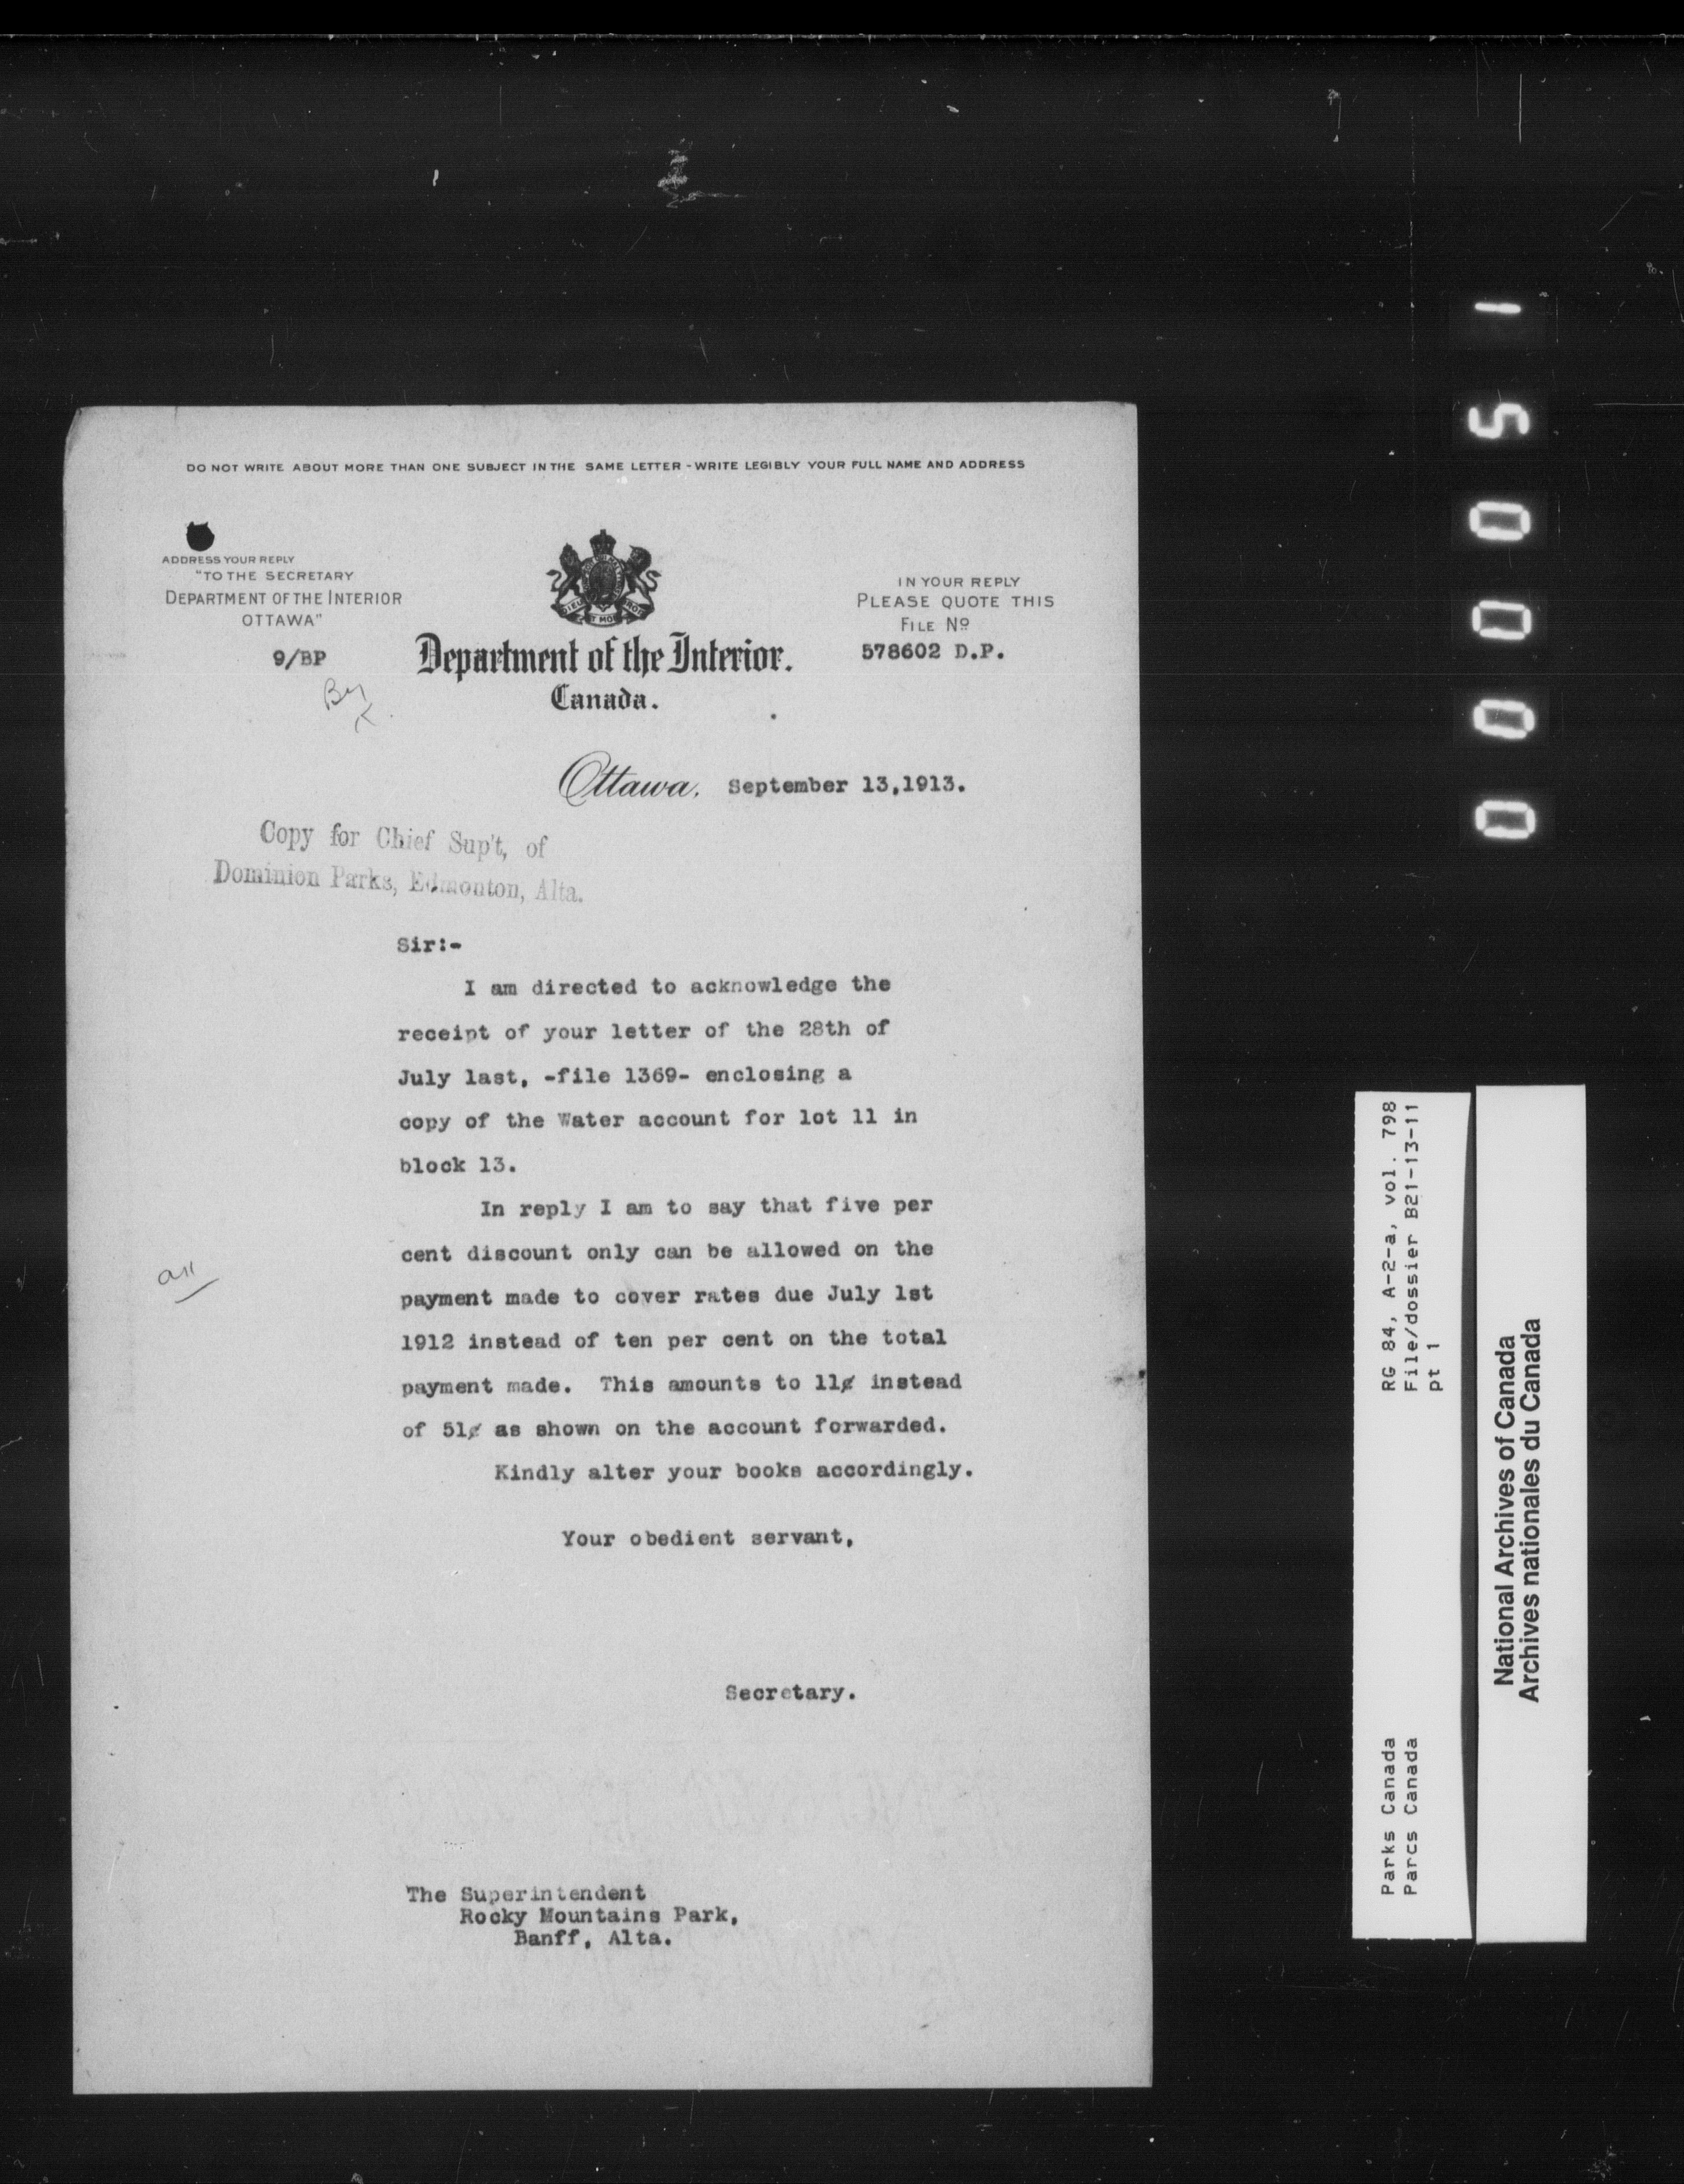 DO NOT WRITE ABOUT MORE THAN ONE SUBJECT IN THE SAME LETTER - WRITE LEGIBLY YOUR FULL NAME AND ADDRESS
ADDRESS YOUR REPLY
"TO THE SECRETARY
DEPARTMENT OF THE INTERIOR
OTTAWA"
9/BP
IN YOUR REPLY
PLEASE QUOTE THIS
FILE No
578602 D.P.
Department of the Interior.
Canada.
Ottawa, September 13,1913.
Copy for Chief Sup't, of
Dominion Parks, Edmonton, Alta.
Sir:-
I am directed to acknowledge the
receipt of your letter of the 28th of
July last, -file 1369- enclosing a
copy of the Water account for lot 11 in
block 13.
In reply I am to say that five per
cent discount only can be allowed on the
payment made to cover rates due July 1st
1912 instead of ten per cent on the total
payment made. This amounts to 11¢ instead
of 51¢ as shown on the account forwarded.
Kindly alter your books accordingly.
Your obedient servant,
Secretary.
The Superintendent
Rocky Mountains Park,
Banff, Alta.
000051
RG 84, A-2-a, vol. 798
File/dossier B21-13-11
pt 1
Parks Canada
Parcs Canada
National Archives of Canada
Archives nationales du Canada